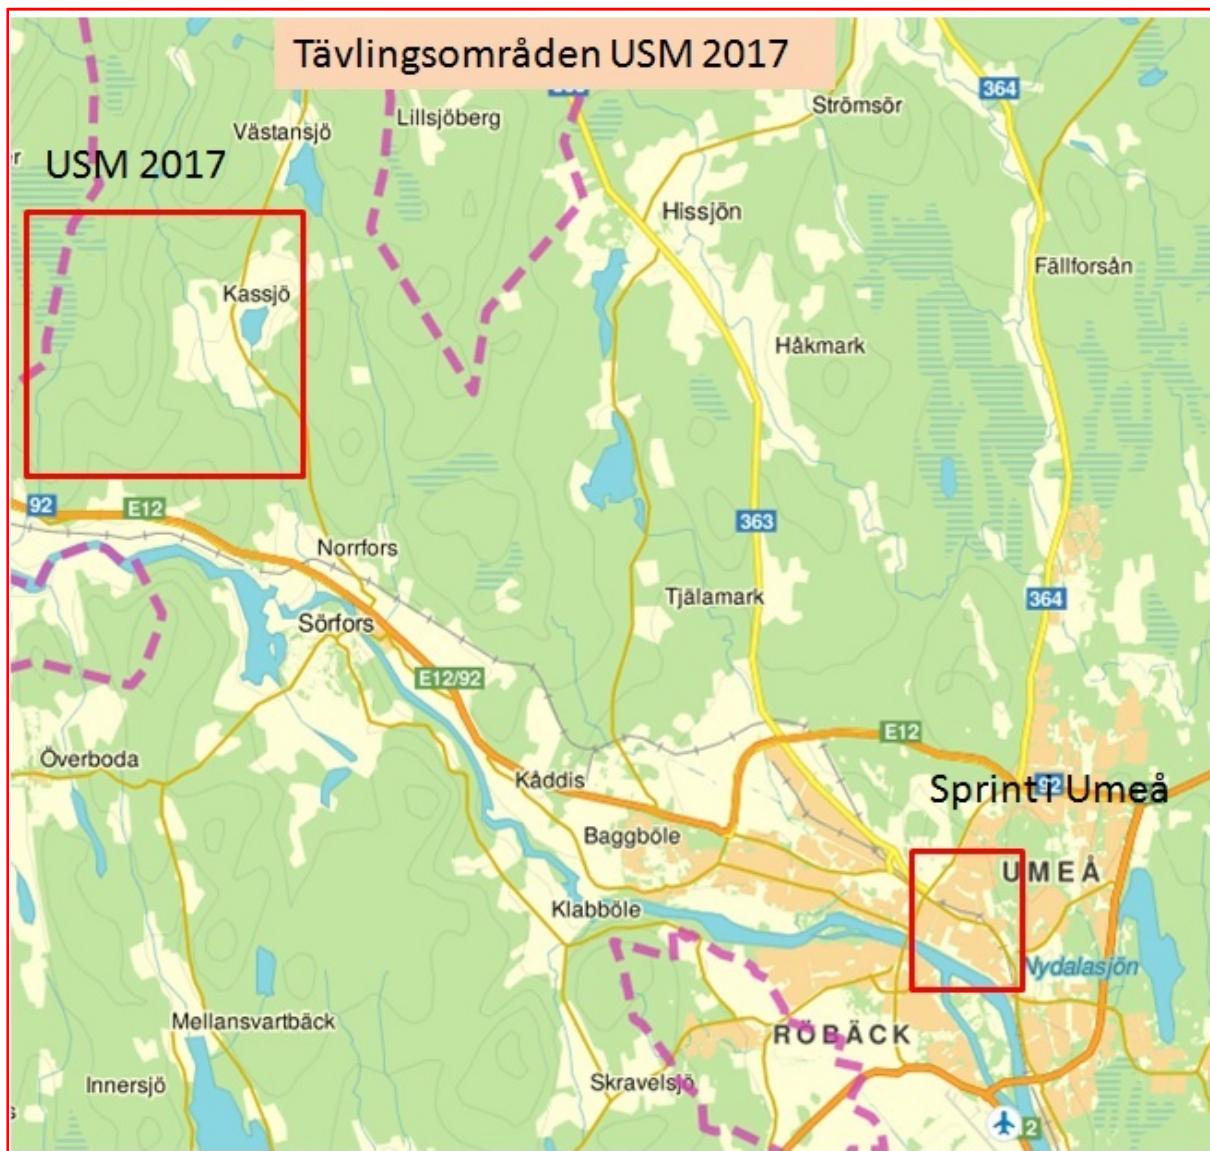 Tävlingsområden USM 2017
364
Strömsör
Lillsjöberg
Västansjö
USM 2017
Hissjön
Fällforsån
Kassjö
Håkmark
92
E12
363
Norrfors
Tjälamark
364
Sörfors
E12/92
E12
Överboda
Kåddis
92
Sprint i Umeå
Baggböle
UMEÅ
Klabböle
Nydalasjön
Mellansvartbäck
RÖBÄCK
Innersjö
Skravelsjö